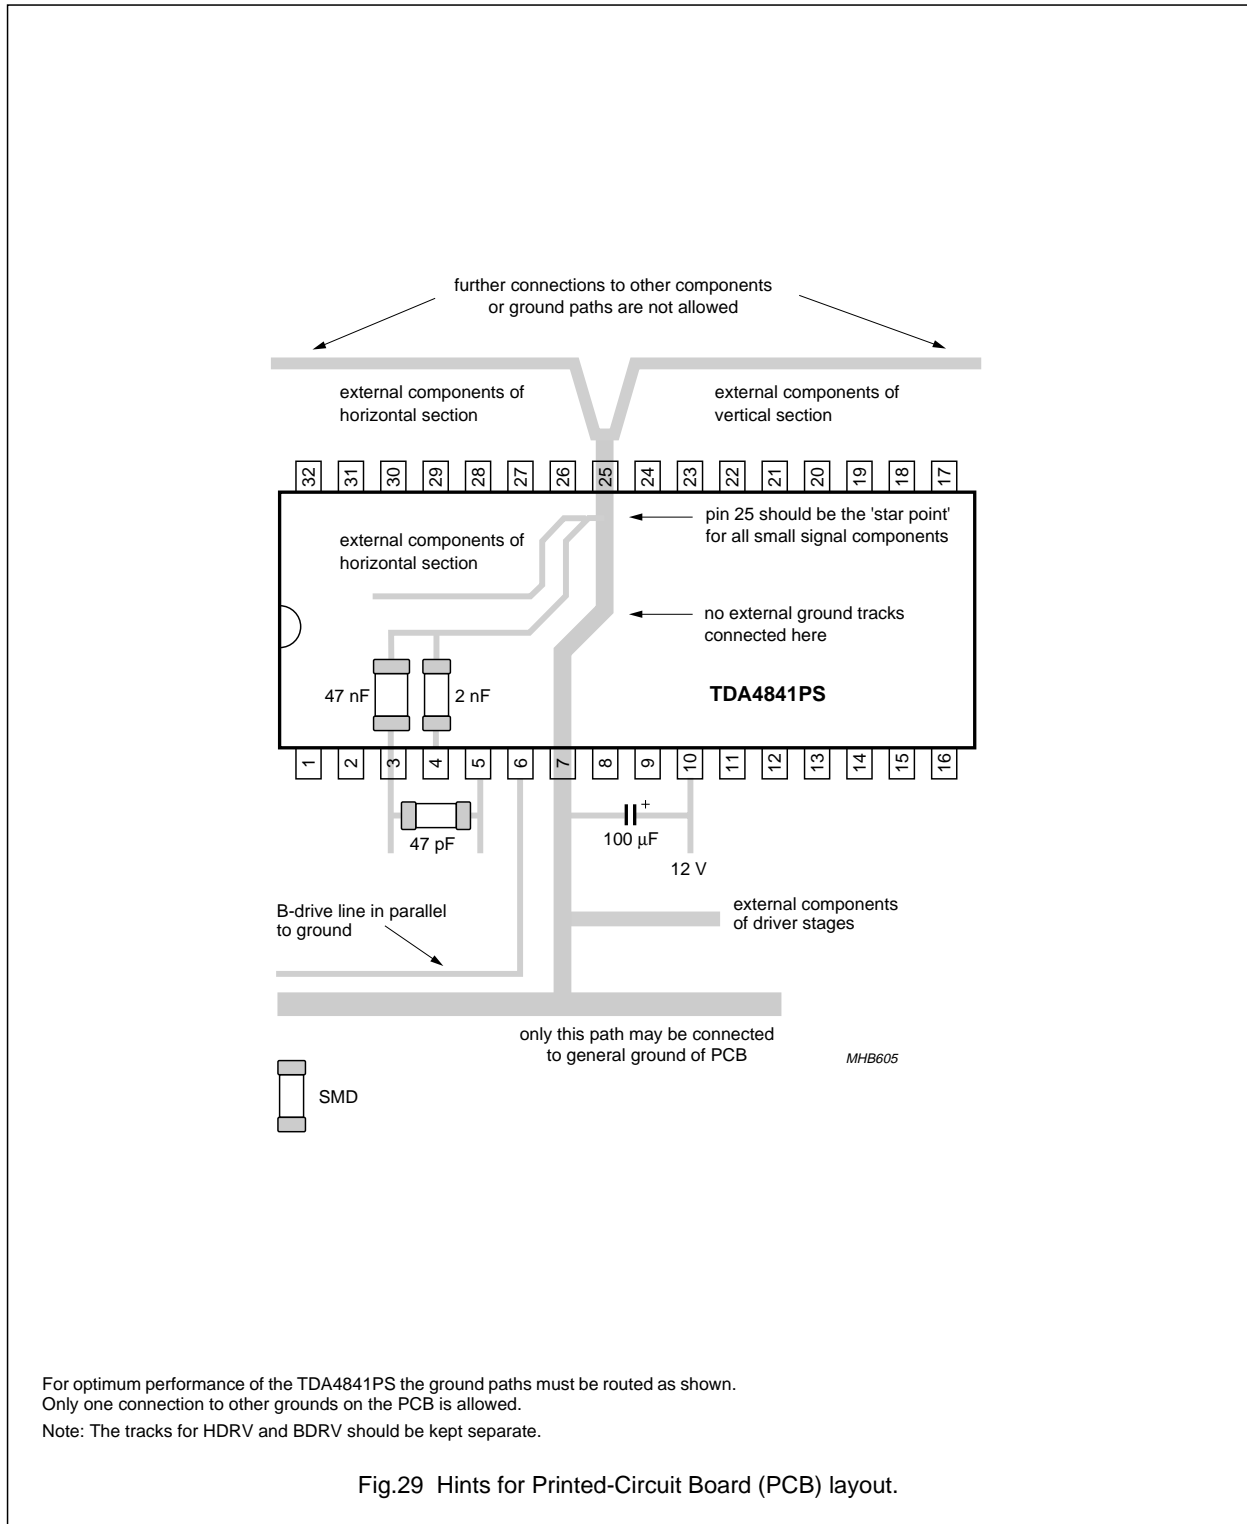 further connections to other components
or ground paths are not allowed
external components of
horizontal section
external components of
vertical section
32 31 30 29 28 27 26 25 24 23 22 21 20 19 18 17
pin 25 should be the 'star point'
for all small signal components
external components of
horizontal section
no external ground tracks
connected here
47 nF
2 nF
TDA4841PS
1 2 3 4 5 6 7 8 9 10 11 12 13 14 15 16
+
47 pF
100 μF
12 V
B-drive line in parallel
to ground
external components
of driver stages
only this path may be connected
to general ground of PCB
MHB605
SMD
For optimum performance of the TDA4841PS the ground paths must be routed as shown.
Only one connection to other grounds on the PCB is allowed.
Note: The tracks for HDRV and BDRV should be kept separate.
Fig.29 Hints for Printed-Circuit Board (PCB) layout.